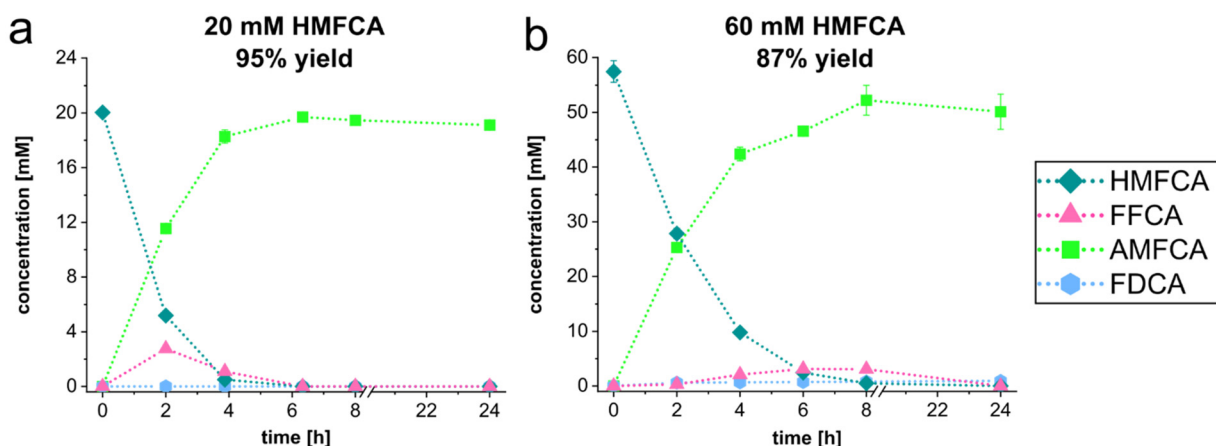 a
20 mM HMFCA
95% yield
concentration [mM]
24
20
16
12
8
4
0
0 2 4 6 8 22 24
time [h]
b
60 mM HMFCA
87% yield
concentration [mM]
60
50
40
30
20
10
0
0 2 4 6 8 22 24
time [h]
HMFCA
FFCA
AMFCA
FDCA